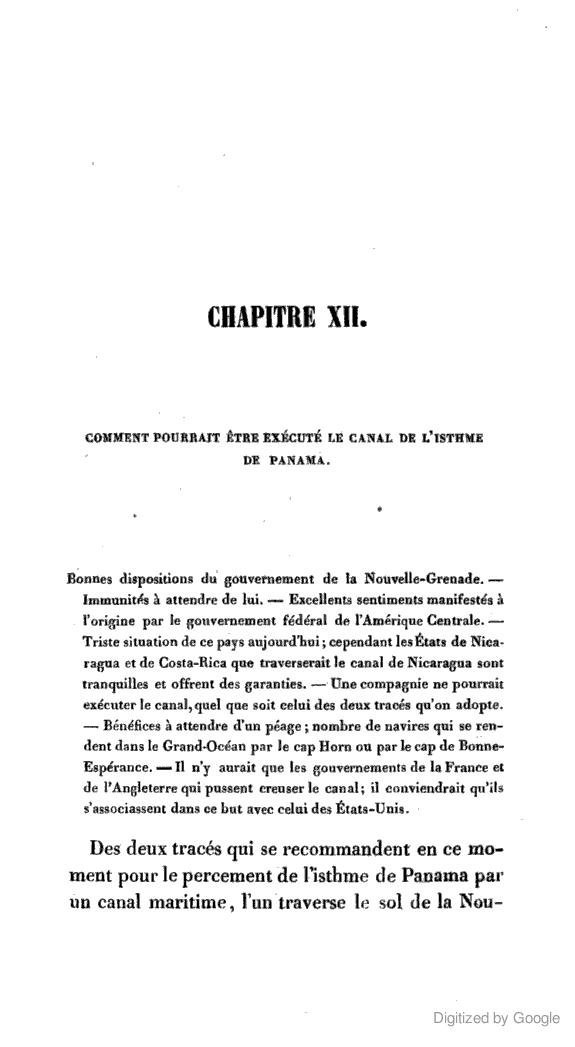 CHAPITRE XII.
COMMENT POURRAIT ÊTRE EXÉCUTÉ LE CANAL DE L'ISTHME
DE PANAMA.
Bonnes dispositions du gouvernement de la Nouvelle-Grenade. —
Immunités à attendre de lui. — Excellents sentiments manifestés à
l'origine par le gouvernement fédéral de l'Amérique Centrale. —
Triste situation de ce pays aujourd'hui; cependant les États de Nica-
ragua et de Costa-Rica que traverserait le canal de Nicaragua sont
tranquilles et offrent des garanties. — Une compagnie ne pourrait
exécuter le canal, quel que soit celui des deux tracés qu'on adopte.
— Bénéfices à attendre d'un péage; nombre de navires qui se ren-
dent dans le Grand-Océan par le cap Horn ou par le cap de Bonne-
Espérance. — Il n'y aurait que les gouvernements de la France et
de l'Angleterre qui pussent creuser le canal; il conviendrait qu'ils
s'associassent dans ce but avec celui des États-Unis.
Des deux tracés qui se recommandent en ce mo-
ment pour le percement de l'isthme de Panama par
un canal maritime, l'un traverse le sol de la Nou-
Digitized by Google